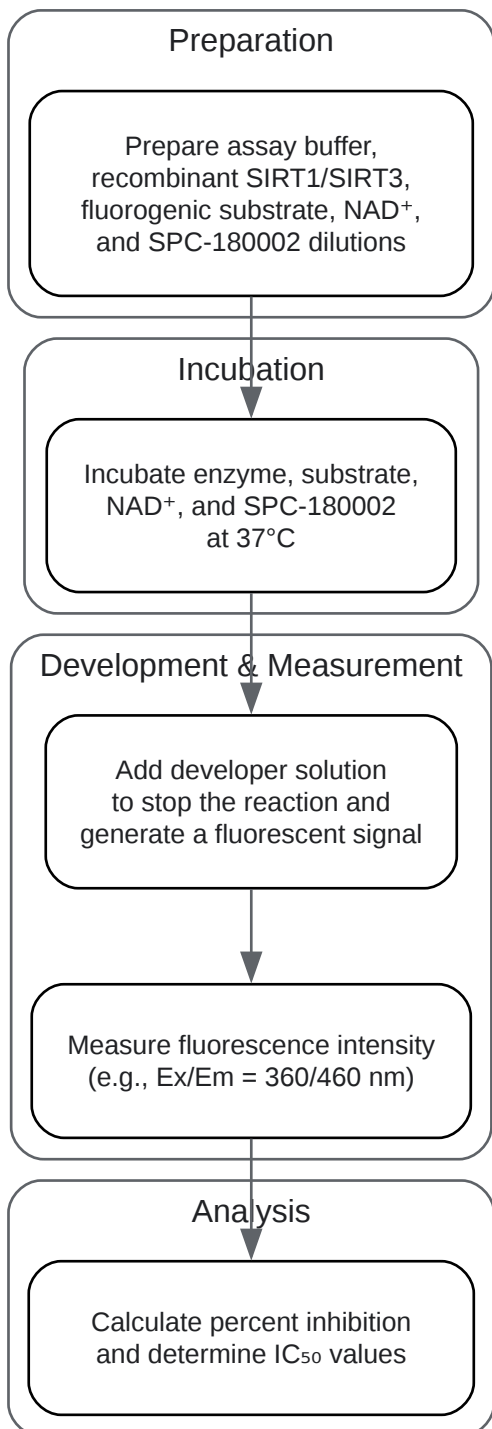 Preparation
Prepare assay buffer,
recombinant SIRT1/SIRT3,
fluorogenic substrate, NAD⁺,
and SPC-180002 dilutions
Incubation
Incubate enzyme, substrate,
NAD⁺, and SPC-180002
at 37°C
Development & Measurement
Add developer solution
to stop the reaction and
generate a fluorescent signal
Measure fluorescence intensity
(e.g., Ex/Em = 360/460 nm)
Analysis
Calculate percent inhibition
and determine IC₅₀ values